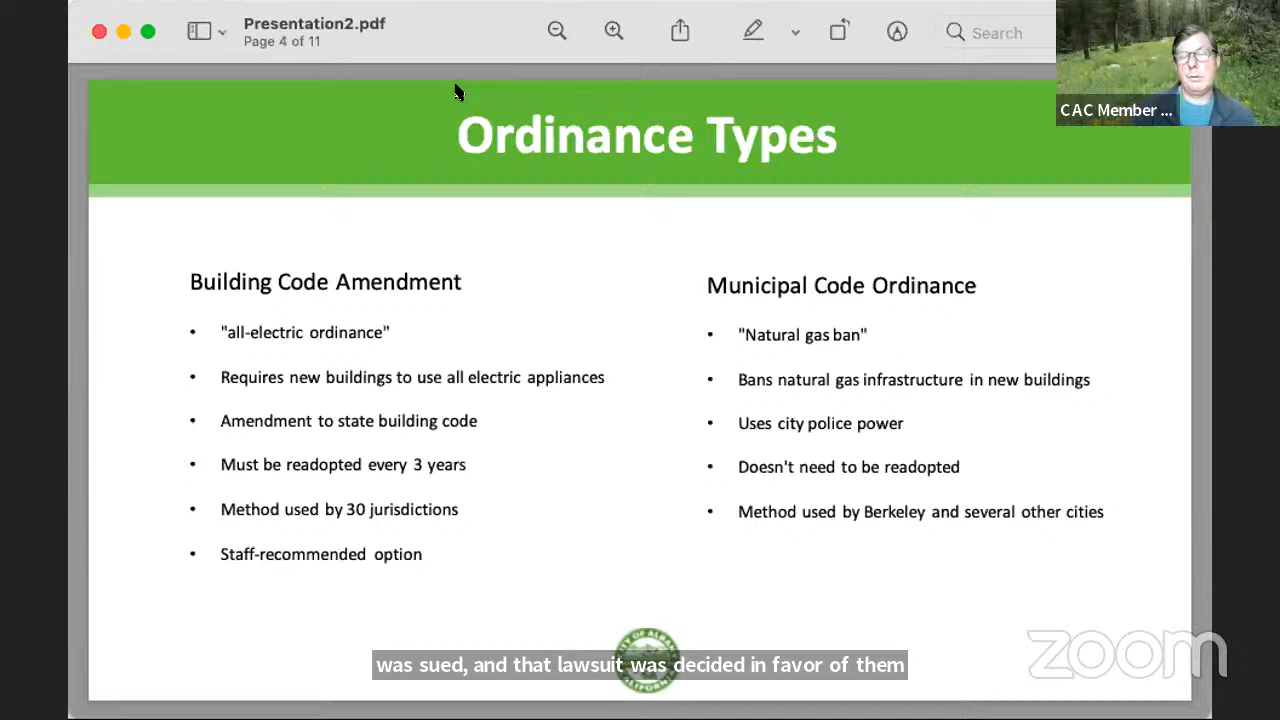 Presentation2.pdf
Page 4 of 11
Search
CAC Member ...
Ordinance Types
Building Code Amendment
• "all-electric ordinance"
• Requires new buildings to use all electric appliances
• Amendment to state building code
• Must be readopted every 3 years
• Method used by 30 jurisdictions
• Staff-recommended option
Municipal Code Ordinance
• "Natural gas ban"
• Bans natural gas infrastructure in new buildings
• Uses city police power
• Doesn't need to be readopted
• Method used by Berkeley and several other cities
was sued, and that lawsuit was decided in favor of them
zoom